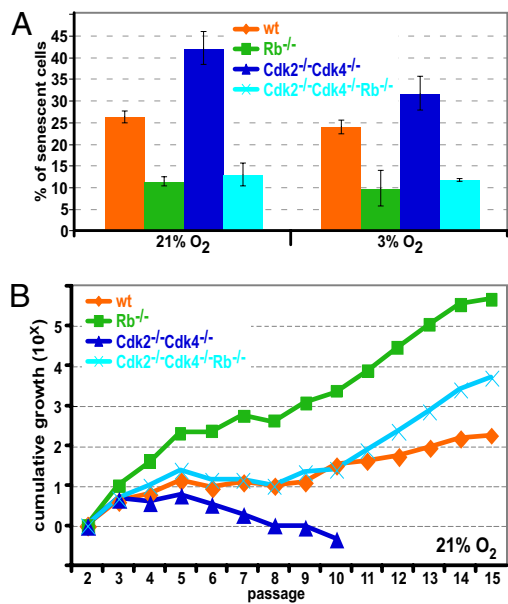 A
wt
Rb-/-
Cdk2-/-Cdk4-/-
Cdk2-/-Cdk4-/-Rb-/-
% of senescent cells
45
40
35
30
25
20
15
10
5
0
21% O2
3% O2
B
wt
Rb-/-
Cdk2-/-Cdk4-/-
Cdk2-/-Cdk4-/-Rb-/-
cumulative growth (10x)
5
4
3
2
1
0
21% O2
2 3 4 5 6 7 8 9 10 11 12 13 14 15
passage